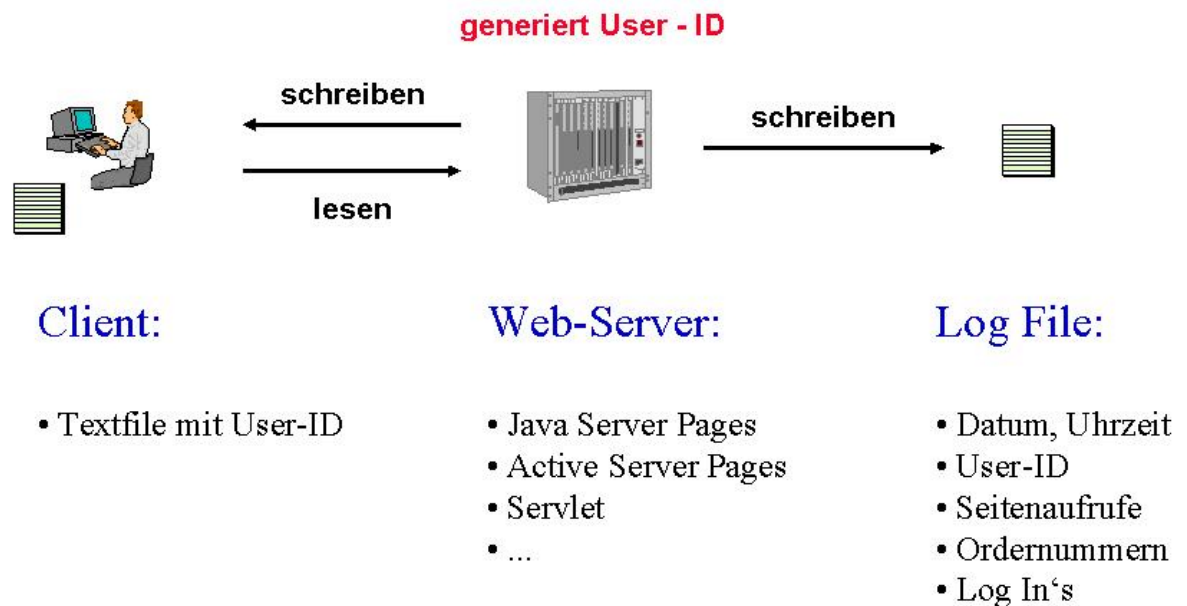 generiert User - ID
schreiben
schreiben
lesen
Client:
Web-Server:
Log File:
• Textfile mit User-ID
• Java Server Pages
• Active Server Pages
• Servlet
• ...
• Datum, Uhrzeit
• User-ID
• Seitenaufrufe
• Ordernummern
• Log In‘s